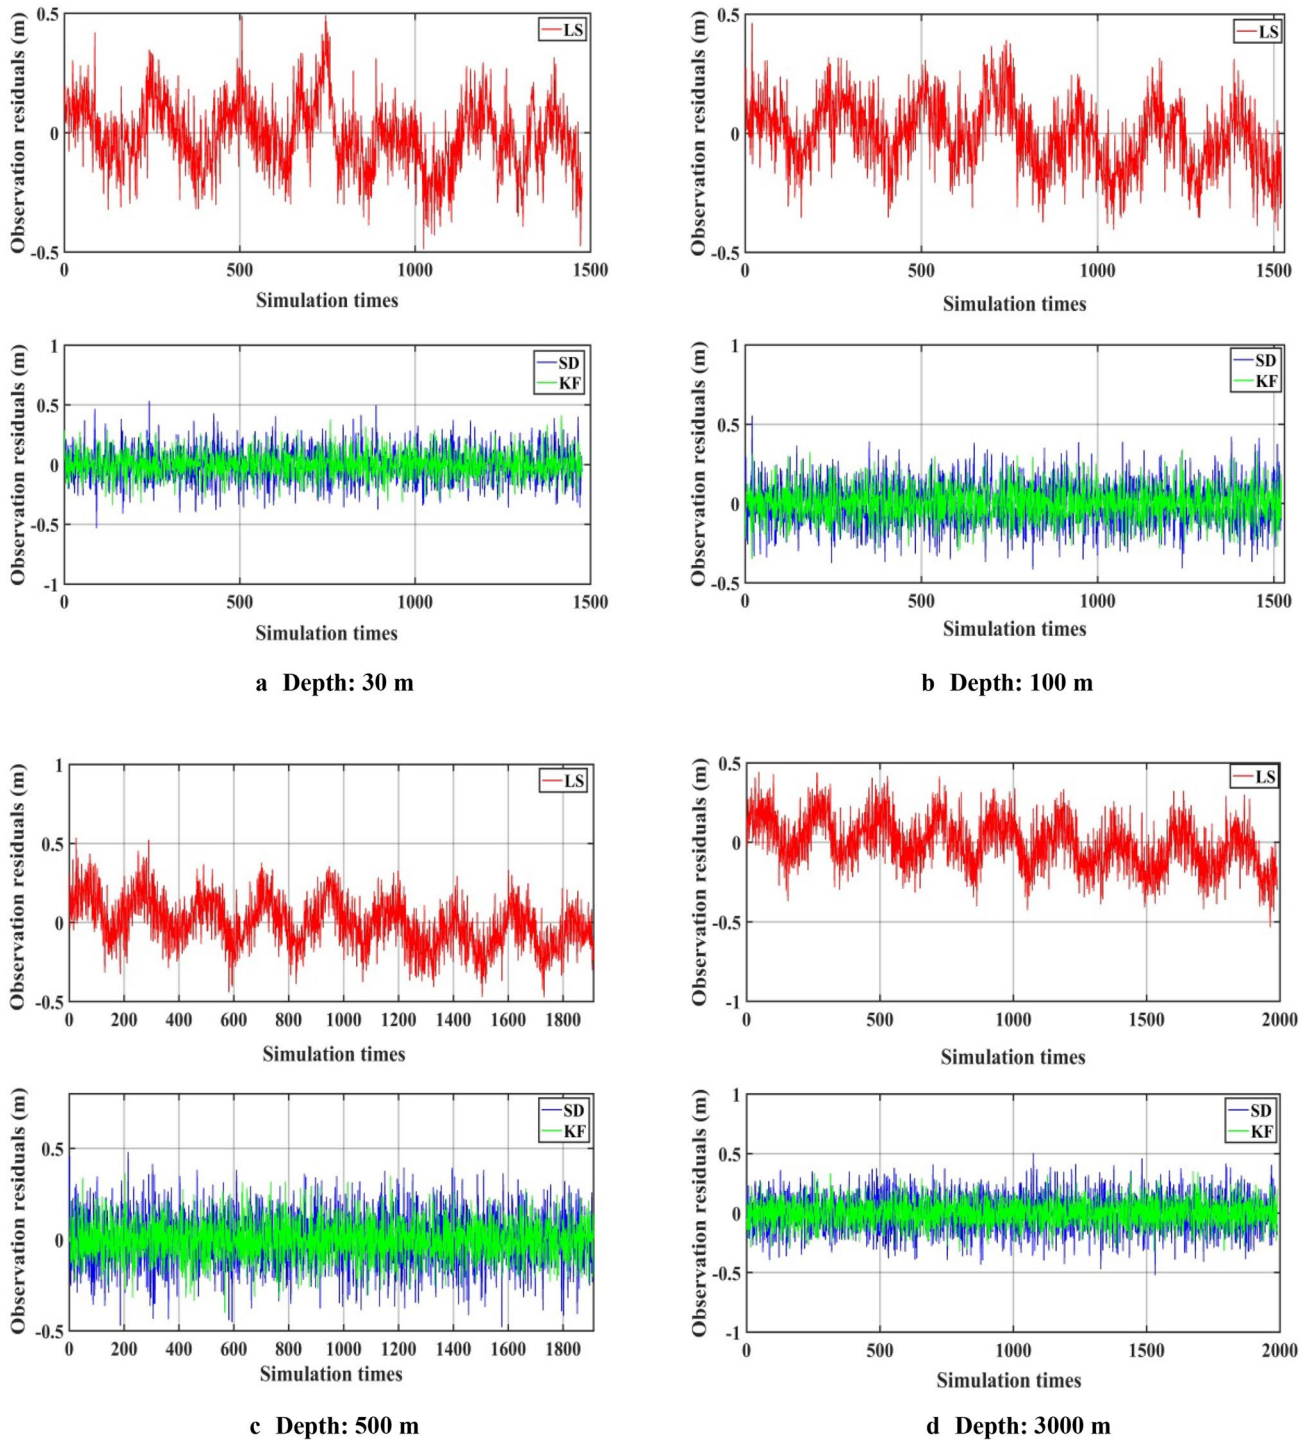 Observation residuals (m)
0.5
0
-0.5
LS
0 500 1000 1500
Simulation times
Observation residuals (m)
0.5
0
-0.5
LS
0 500 1000 1500
Simulation times
Observation residuals (m)
1
0.5
0
-0.5
-1
SD
KF
0 500 1000 1500
Simulation times
Observation residuals (m)
1
0.5
0
-0.5
SD
KF
0 500 1000 1500
Simulation times
a Depth: 30 m
b Depth: 100 m
Observation residuals (m)
1
0.5
0
-0.5
LS
0 200 400 600 800 1000 1200 1400 1600 1800
Simulation times
Observation residuals (m)
0.5
0
-0.5
-1
LS
0 500 1000 1500 2000
Simulation times
Observation residuals (m)
0.5
0
-0.5
SD
KF
0 200 400 600 800 1000 1200 1400 1600 1800
Simulation times
Observation residuals (m)
1
0.5
0
-0.5
-1
SD
KF
0 500 1000 1500 2000
Simulation times
c Depth: 500 m
d Depth: 3000 m